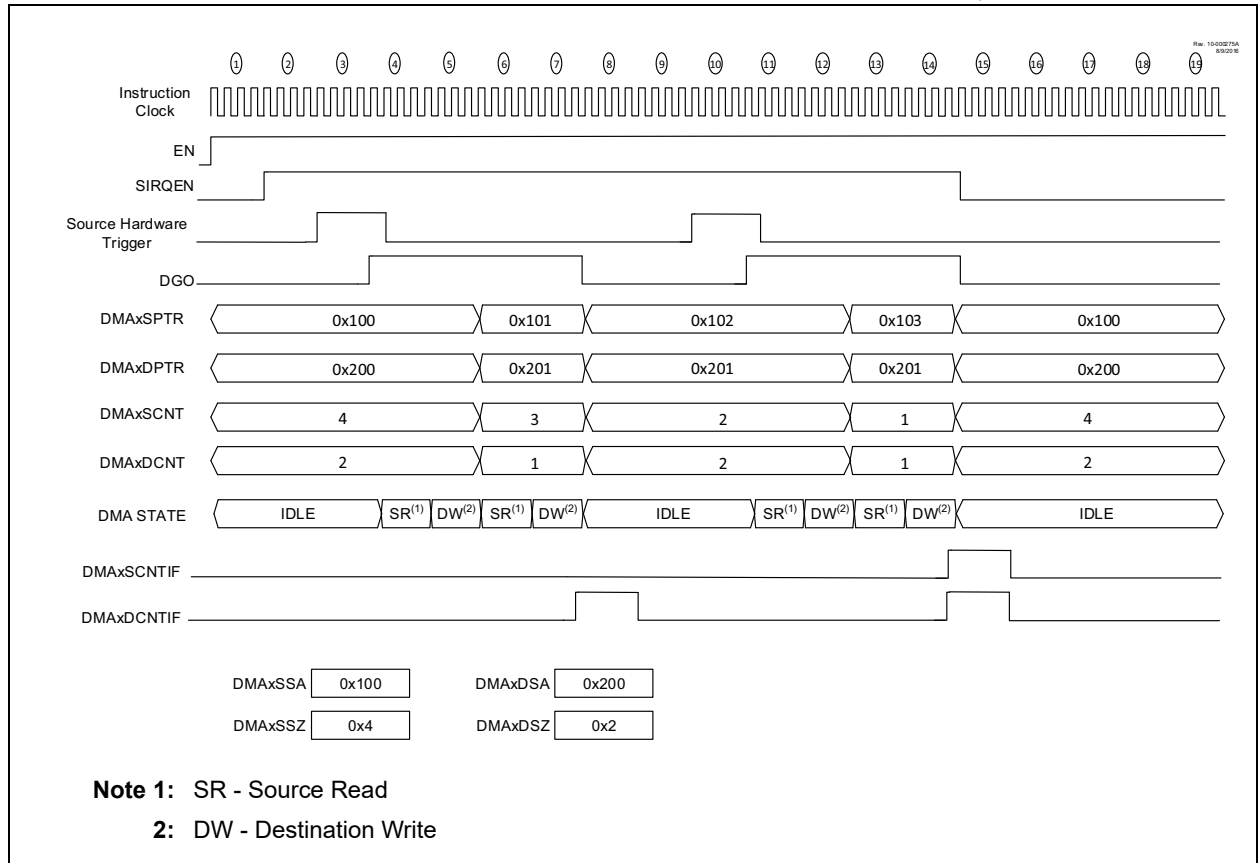 Rev. 10-000275A
8/9/2016
1 2 3 4 5 6 7 8 9 10 11 12 13 14 15 16 17 18 19
Instruction
Clock
EN
SIRQEN
Source Hardware
Trigger
DGO
DMAxSPTR 0x100 0x101 0x102 0x103 0x100
DMAxDPTR 0x200 0x201 0x201 0x201 0x200
DMAxSCNT 4 3 2 1 4
DMAxDCNT 2 1 2 1 2
DMA STATE IDLE SR(1) DW(2) SR(1) DW(2) IDLE SR(1) DW(2) SR(1) DW(2) IDLE
DMAxSCNTIF
DMAxDCNTIF
DMAxSSA 0x100 DMAxDSA 0x200
DMAxSSZ 0x4 DMAxDSZ 0x2
Note 1: SR - Source Read
2: DW - Destination Write